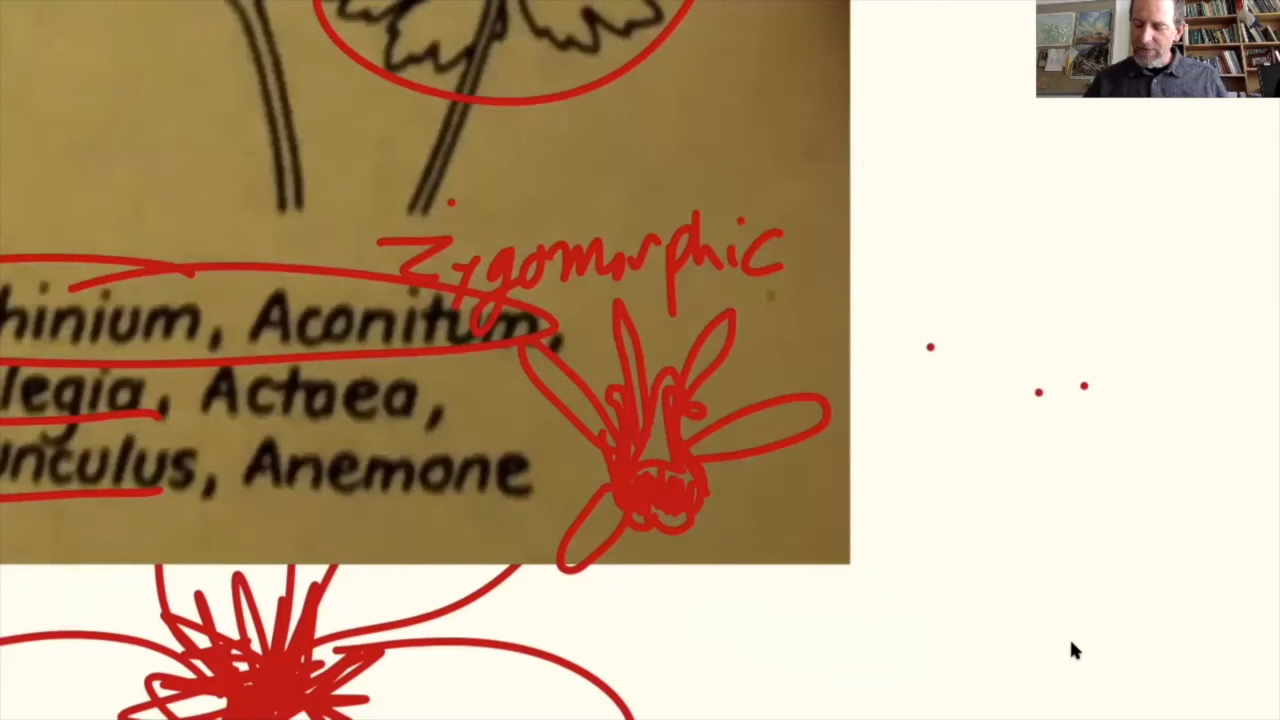 Zygomorphic
hinium, Aconitum,
legia, Actaea,
unculus, Anemone